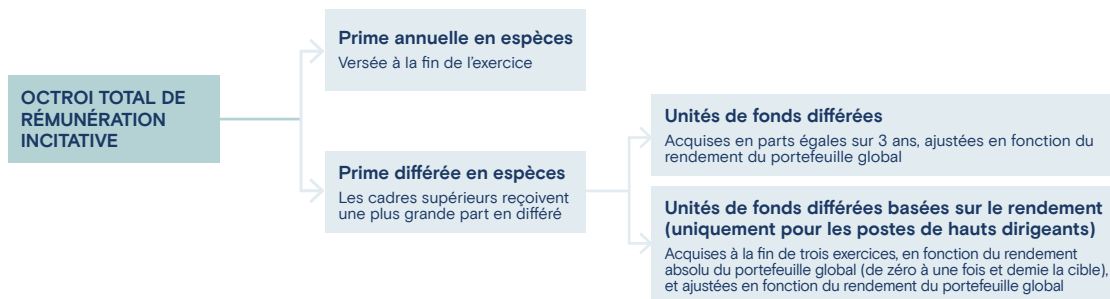 OCTROI TOTAL DE
RÉMUNÉRATION
INCITATIVE
Prime annuelle en espèces
Versée à la fin de l’exercice
Prime différée en espèces
Les cadres supérieurs reçoivent
une plus grande part en différé
Unités de fonds différées
Acquises en parts égales sur 3 ans, ajustées en fonction du
rendement du portefeuille global
Unités de fonds différées basées sur le rendement
(uniquement pour les postes de hauts dirigeants)
Acquises à la fin de trois exercices, en fonction du rendement
absolu du portefeuille global (de zéro à une fois et demie la cible),
et ajustées en fonction du rendement du portefeuille global